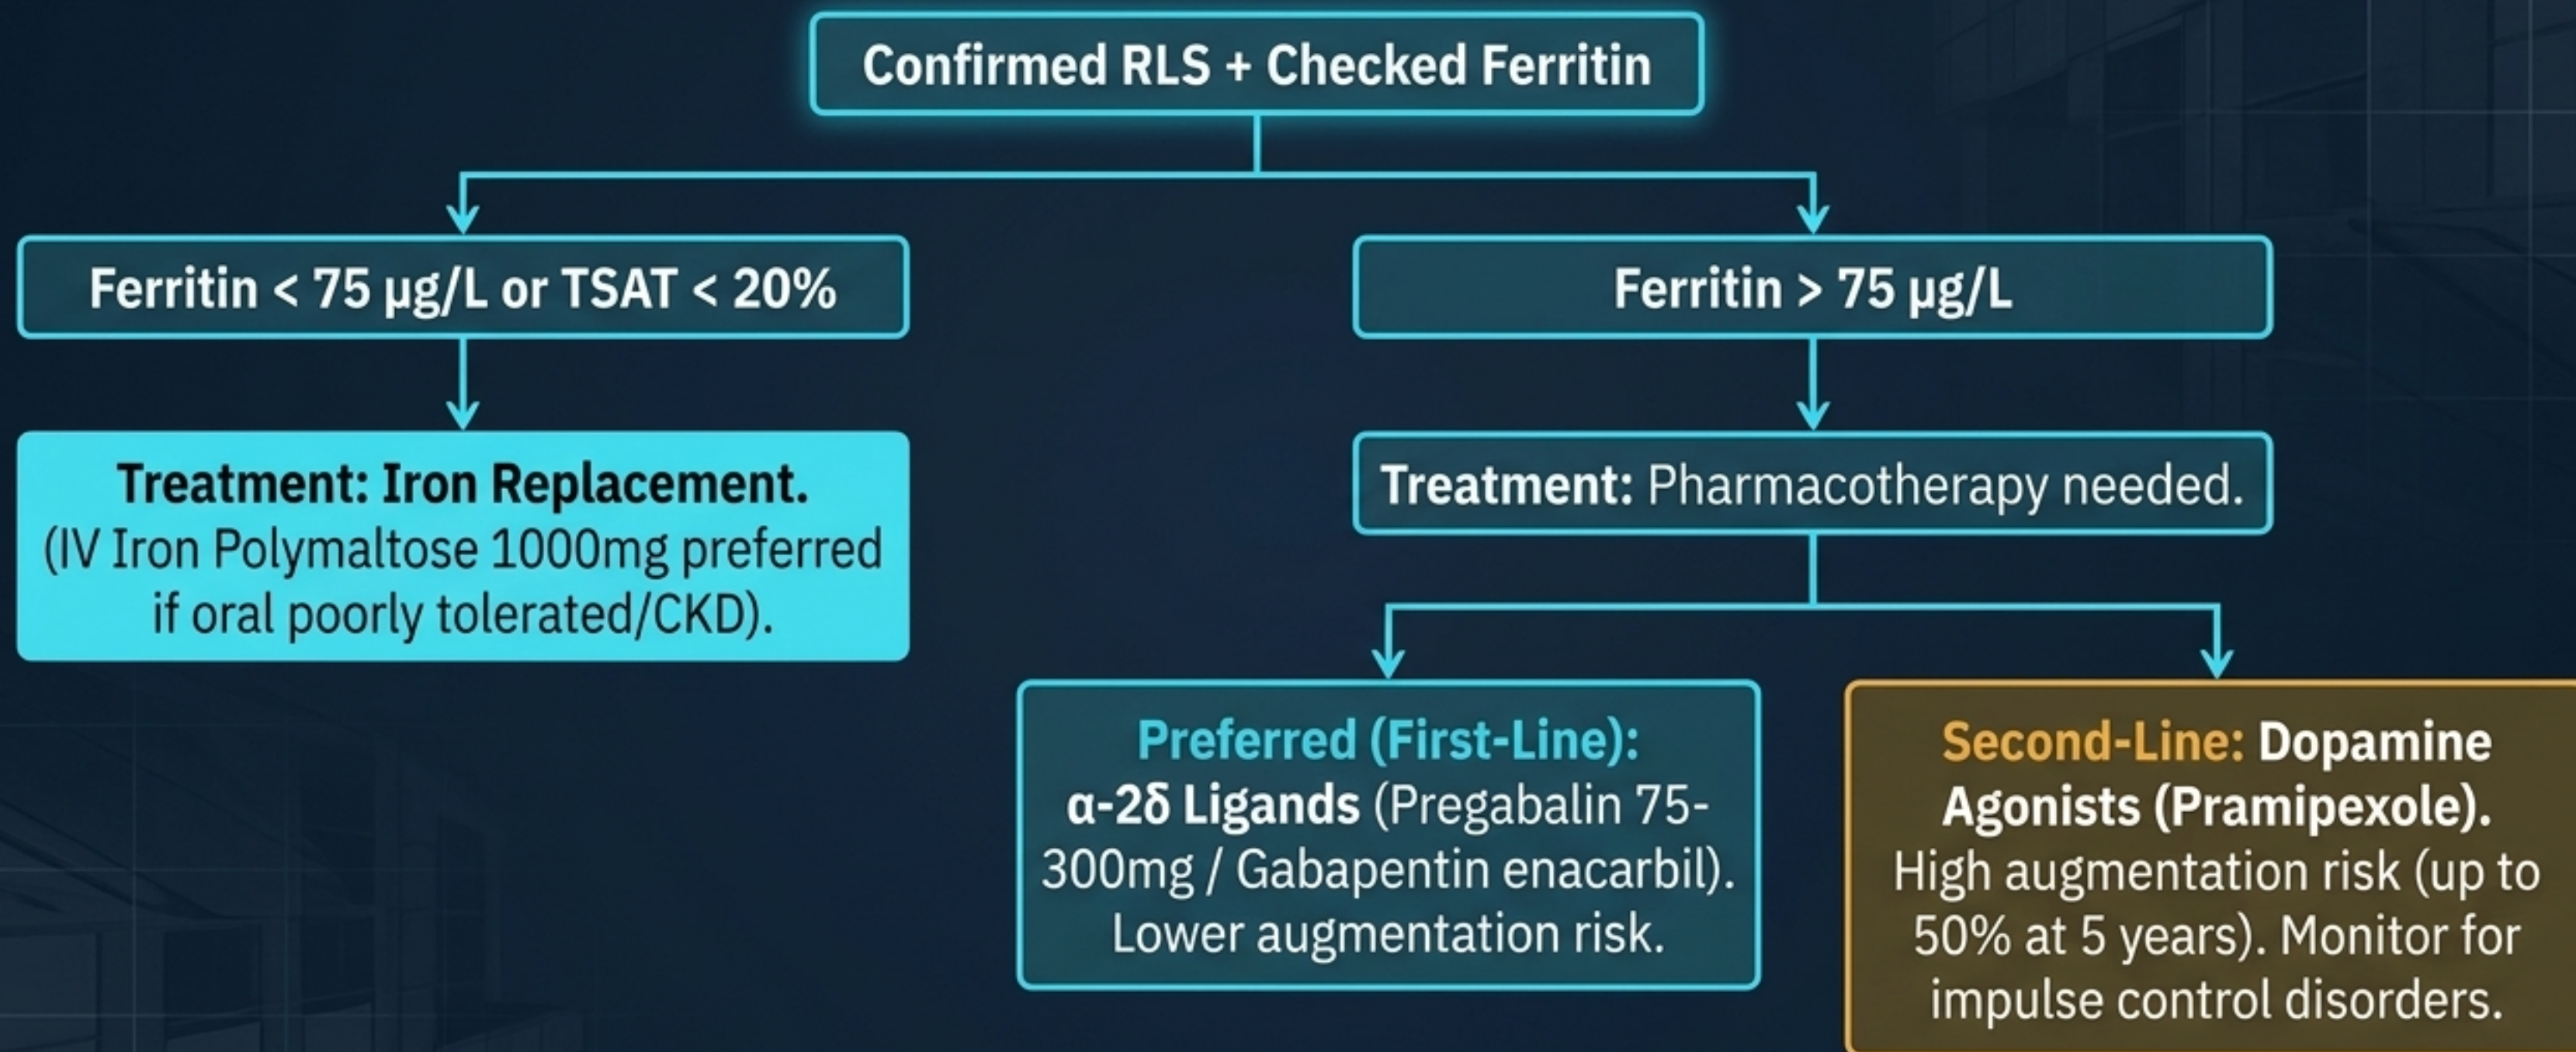 Confirmed RLS + Checked Ferritin
Ferritin < 75 µg/L or TSAT < 20%
Ferritin > 75 µg/L
Treatment: Iron Replacement.
(IV Iron Polymaltose 1000mg preferred
if oral poorly tolerated/CKD).
Treatment: Pharmacotherapy needed.
Preferred (First-Line):
α-2δ Ligands (Pregabalin 75-
300mg / Gabapentin enacarbil).
Lower augmentation risk.
Second-Line: Dopamine
Agonists (Pramipexole).
High augmentation risk (up to
50% at 5 years). Monitor for
impulse control disorders.